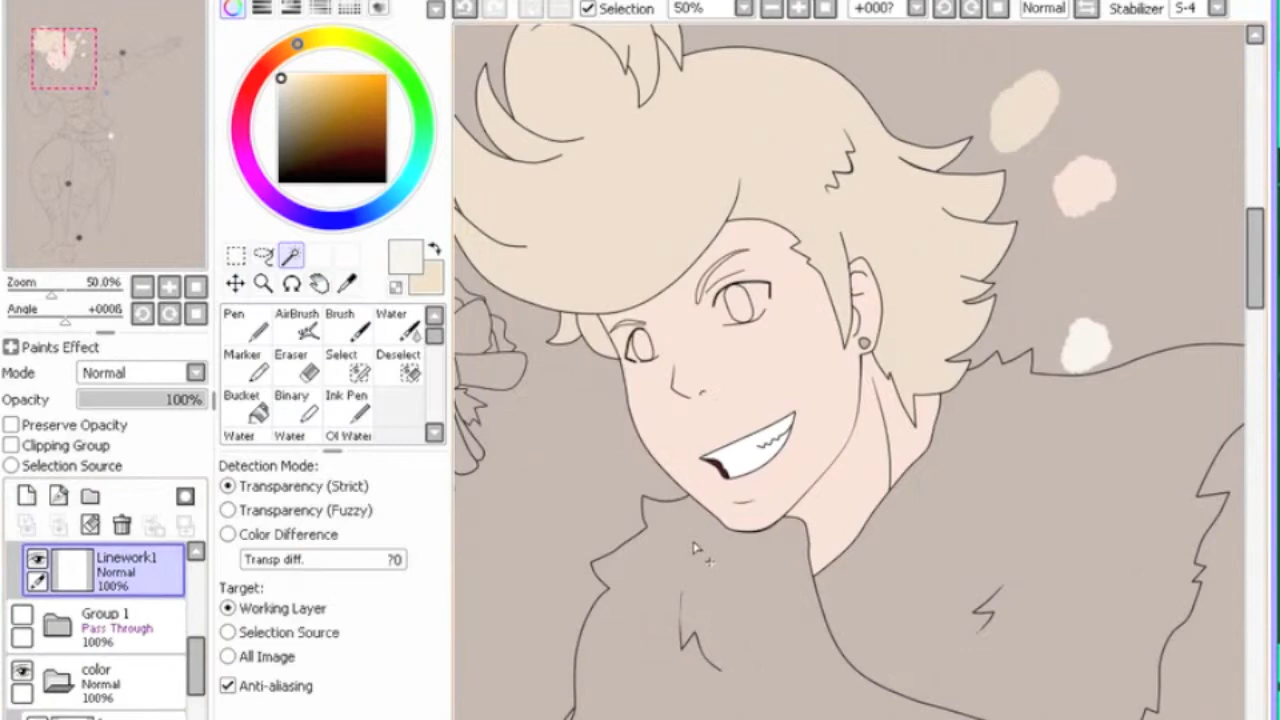 Selection 50% +000? Normal Stabilizer S-4
Zoom 50.0%
Angle +000ß
Paints Effect
Mode Normal
Opacity 100%
Preserve Opacity
Clipping Group
Selection Source
Linework1
Normal
100%
Group 1
Pass Through
100%
color
Normal
100%
Pen AirBrush Brush Water
Marker Eraser Select Deselect
Bucket Binary Ink Pen
Water Water Oil Water
Detection Mode:
Transparency (Strict)
Transparency (Fuzzy)
Color Difference
Transp diff. ?0
Target:
Working Layer
Selection Source
All Image
Anti-aliasing